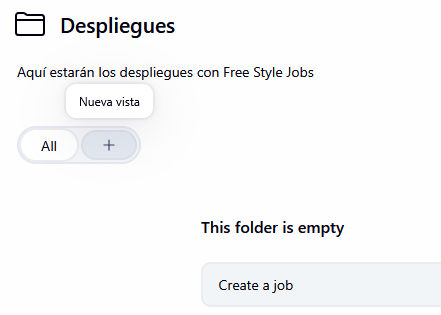 Despliegues
Aquí estarán los despliegues con Free Style Jobs
Nueva vista
All +
This folder is empty
Create a job